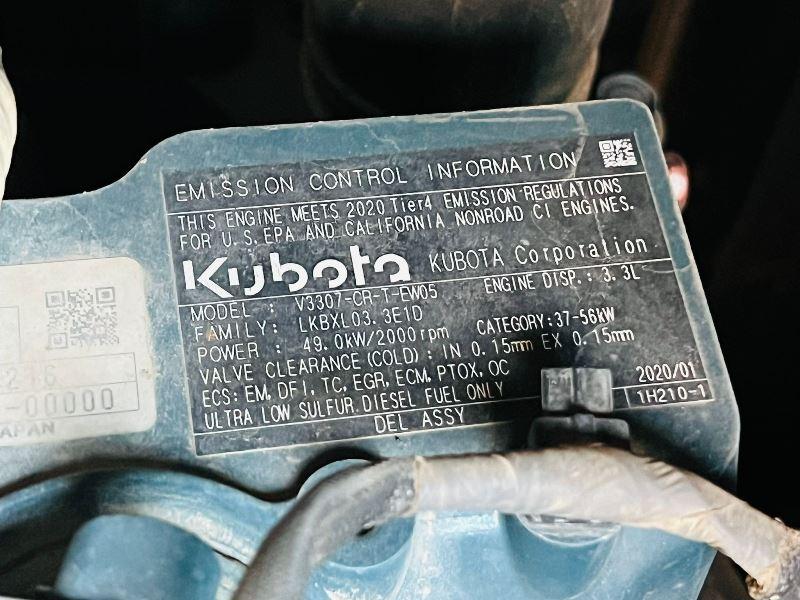 EMISSION CONTROL INFORMATION
THIS ENGINE MEETS 2020 Tier4 EMISSION REGULATIONS
FOR U.S. EPA AND CALIFORNIA NONROAD CI ENGINES.
Kubota KUBOTA Corporation
MODEL : V3307-CR-T-EW05 ENGINE DISP.: 3.3L
FAMILY: LKBXL03.3E1D
POWER : 49.0kW/2000rpm CATEGORY:37-56kW
VALVE CLEARANCE(COLD): IN 0.15mm EX 0.15mm
ECS: EM, DFI, TC, EGR, ECM, PTOX, OC
2020/01
ULTRA LOW SULFUR DIESEL FUEL ONLY
1H210-1
DEL ASSY
-00000
JAPAN